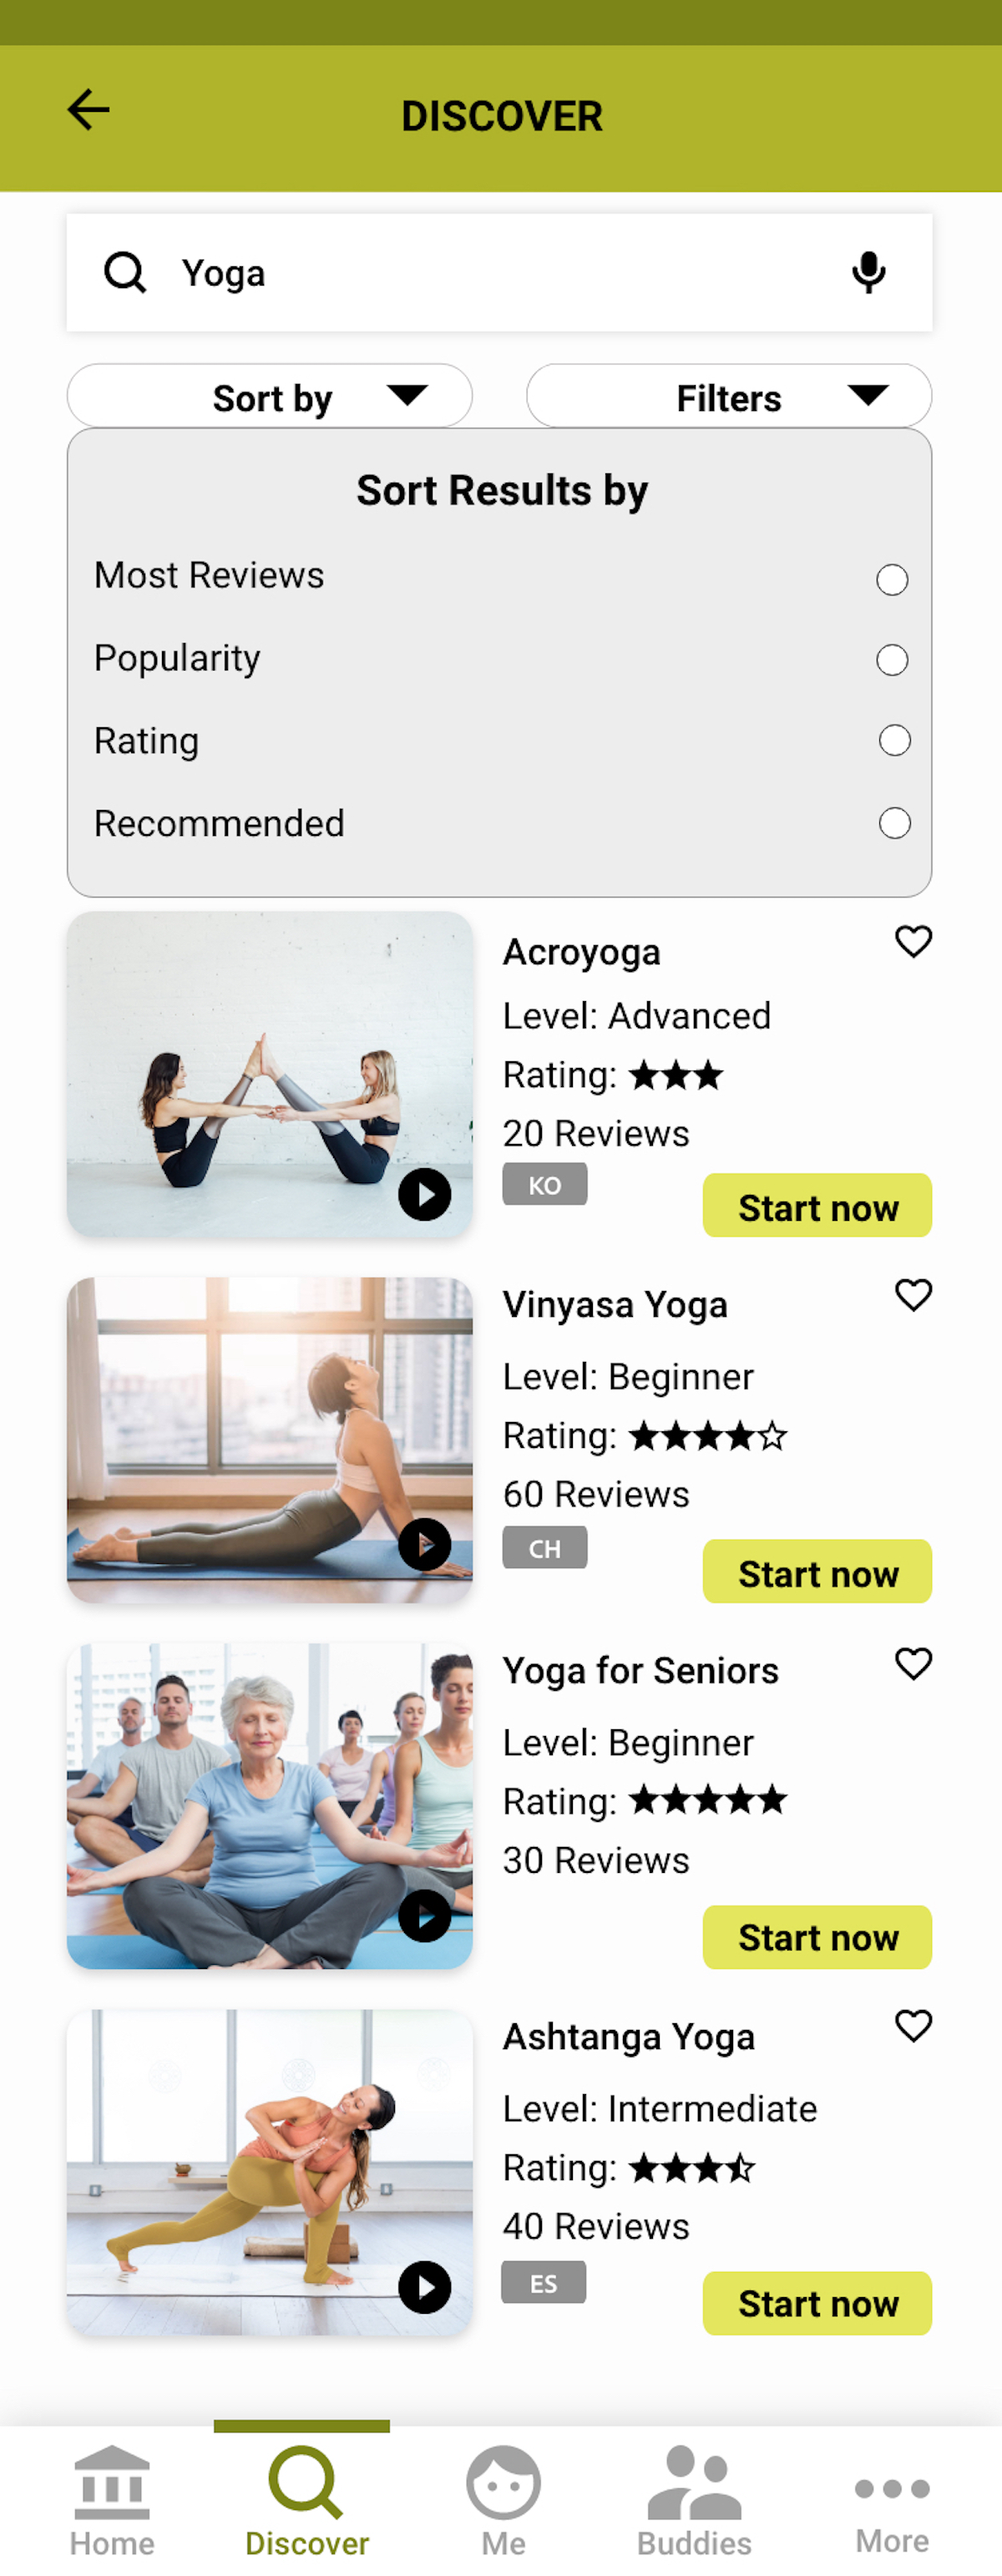 DISCOVER
Yoga
Sort by
Filters
Sort Results by
Most Reviews
Popularity
Rating
Recommended
Acroyoga
Level: Advanced
Rating: ★★★
20 Reviews
KO
Start now
Vinyasa Yoga
Level: Beginner
Rating: ★★★★☆
60 Reviews
CH
Start now
Yoga for Seniors
Level: Beginner
Rating: ★★★★★
30 Reviews
Start now
Ashtanga Yoga
Level: Intermediate
Rating: ★★★⯪
40 Reviews
ES
Start now
Home
Discover
Me
Buddies
More